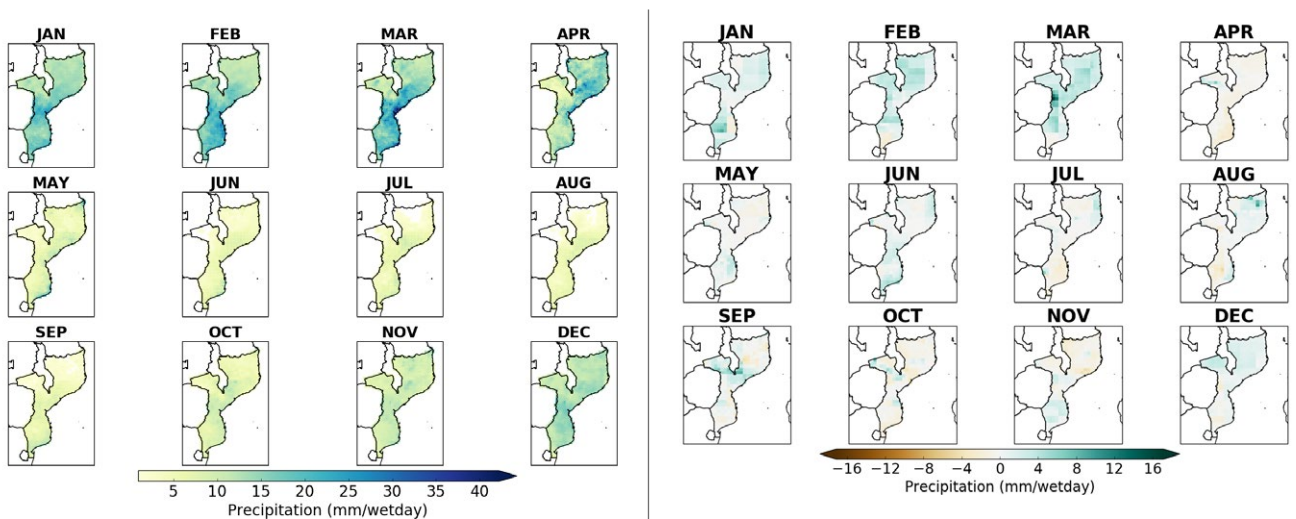 JAN FEB MAR APR
MAY JUN JUL AUG
SEP OCT NOV DEC
5 10 15 20 25 30 35 40
Precipitation (mm/wetday)
JAN FEB MAR APR
MAY JUN JUL AUG
SEP OCT NOV DEC
−16 −12 −8 −4 0 4 8 12 16
Precipitation (mm/wetday)